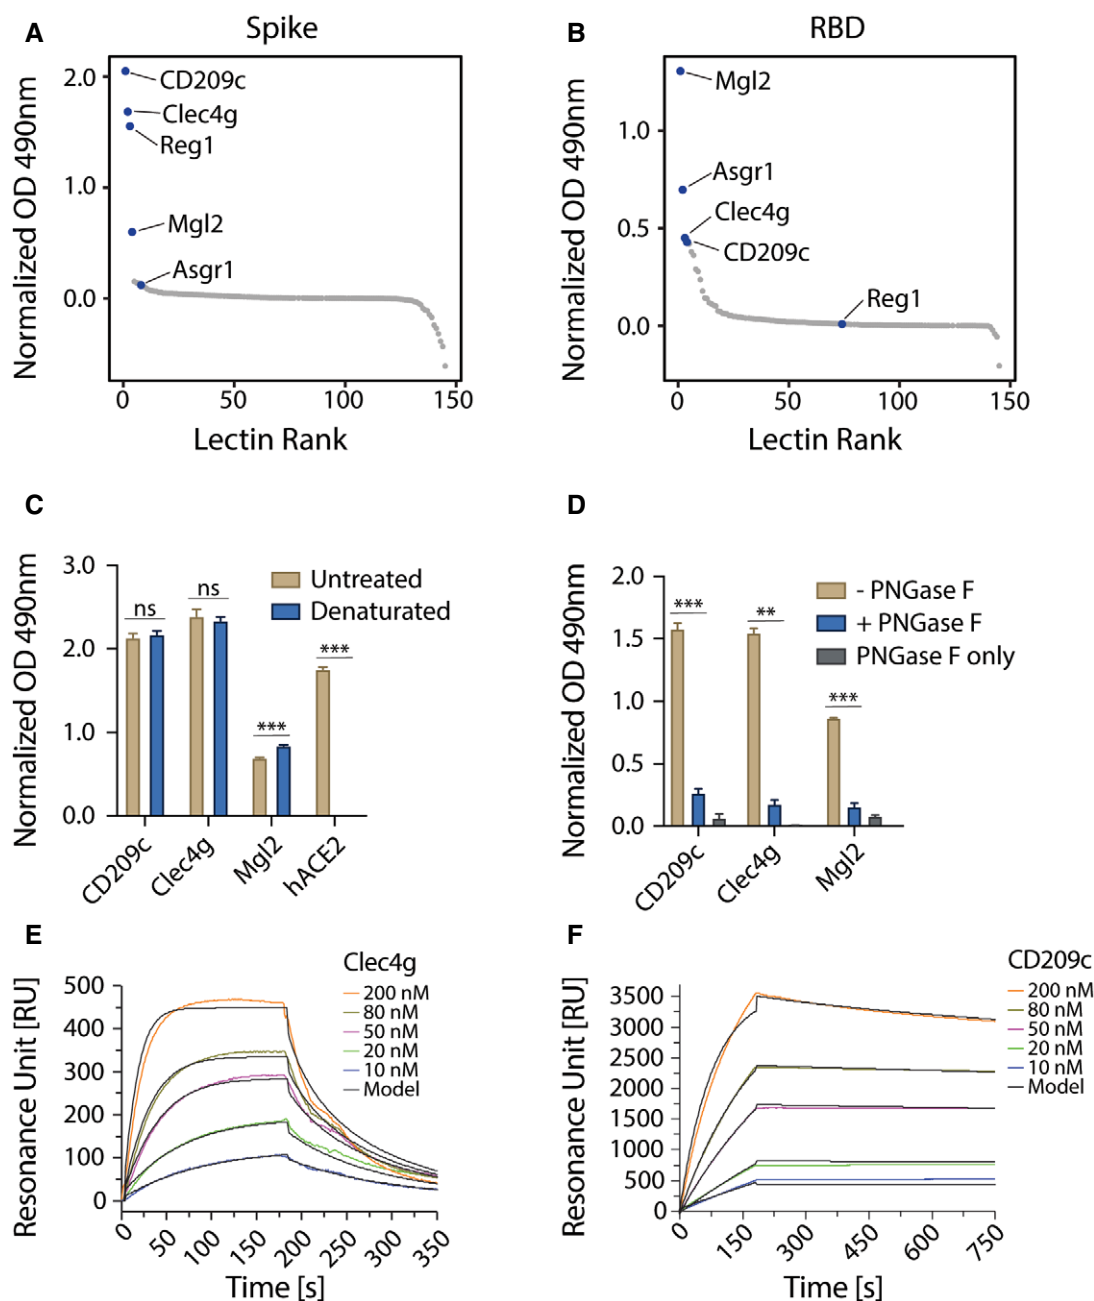 A
Spike
Normalized OD 490nm
2.0
1.0
0.0
CD209c
Clec4g
Reg1
Mgl2
Asgr1
0 50 100 150
Lectin Rank
B
RBD
Normalized OD 490nm
1.0
0.5
0.0
Mgl2
Asgr1
Clec4g
CD209c
Reg1
0 50 100 150
Lectin Rank
C
Normalized OD 490nm
3.0
2.0
1.0
0.0
Untreated
Denaturated
ns
ns
***
***
CD209c
Clec4g
Mgl2
hACE2
D
Normalized OD 490nm
2.0
1.5
1.0
0.5
0.0
- PNGase F
+ PNGase F
PNGase F only
***
**
***
CD209c
Clec4g
Mgl2
E
Resonance Unit [RU]
500
400
300
200
100
0
Clec4g
200 nM
80 nM
50 nM
20 nM
10 nM
Model
0 50 100 150 200 250 300 350
Time [s]
F
Resonance Unit [RU]
3500
3000
2500
2000
1500
1000
500
0
CD209c
200 nM
80 nM
50 nM
20 nM
10 nM
Model
0 150 300 450 600 750
Time [s]